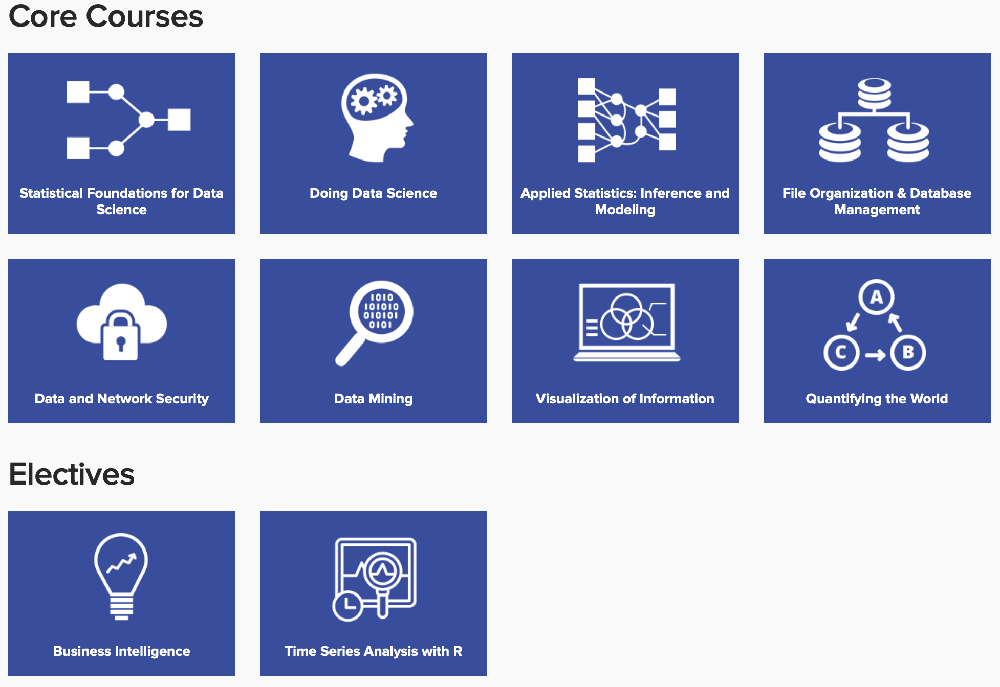 Core Courses
Statistical Foundations for Data
Science
Doing Data Science
Applied Statistics: Inference and
Modeling
File Organization & Database
Management
1010
101010
010101
0101
A
C
B
Data and Network Security
Data Mining
Visualization of Information
Quantifying the World
Electives
Business Intelligence
Time Series Analysis with R